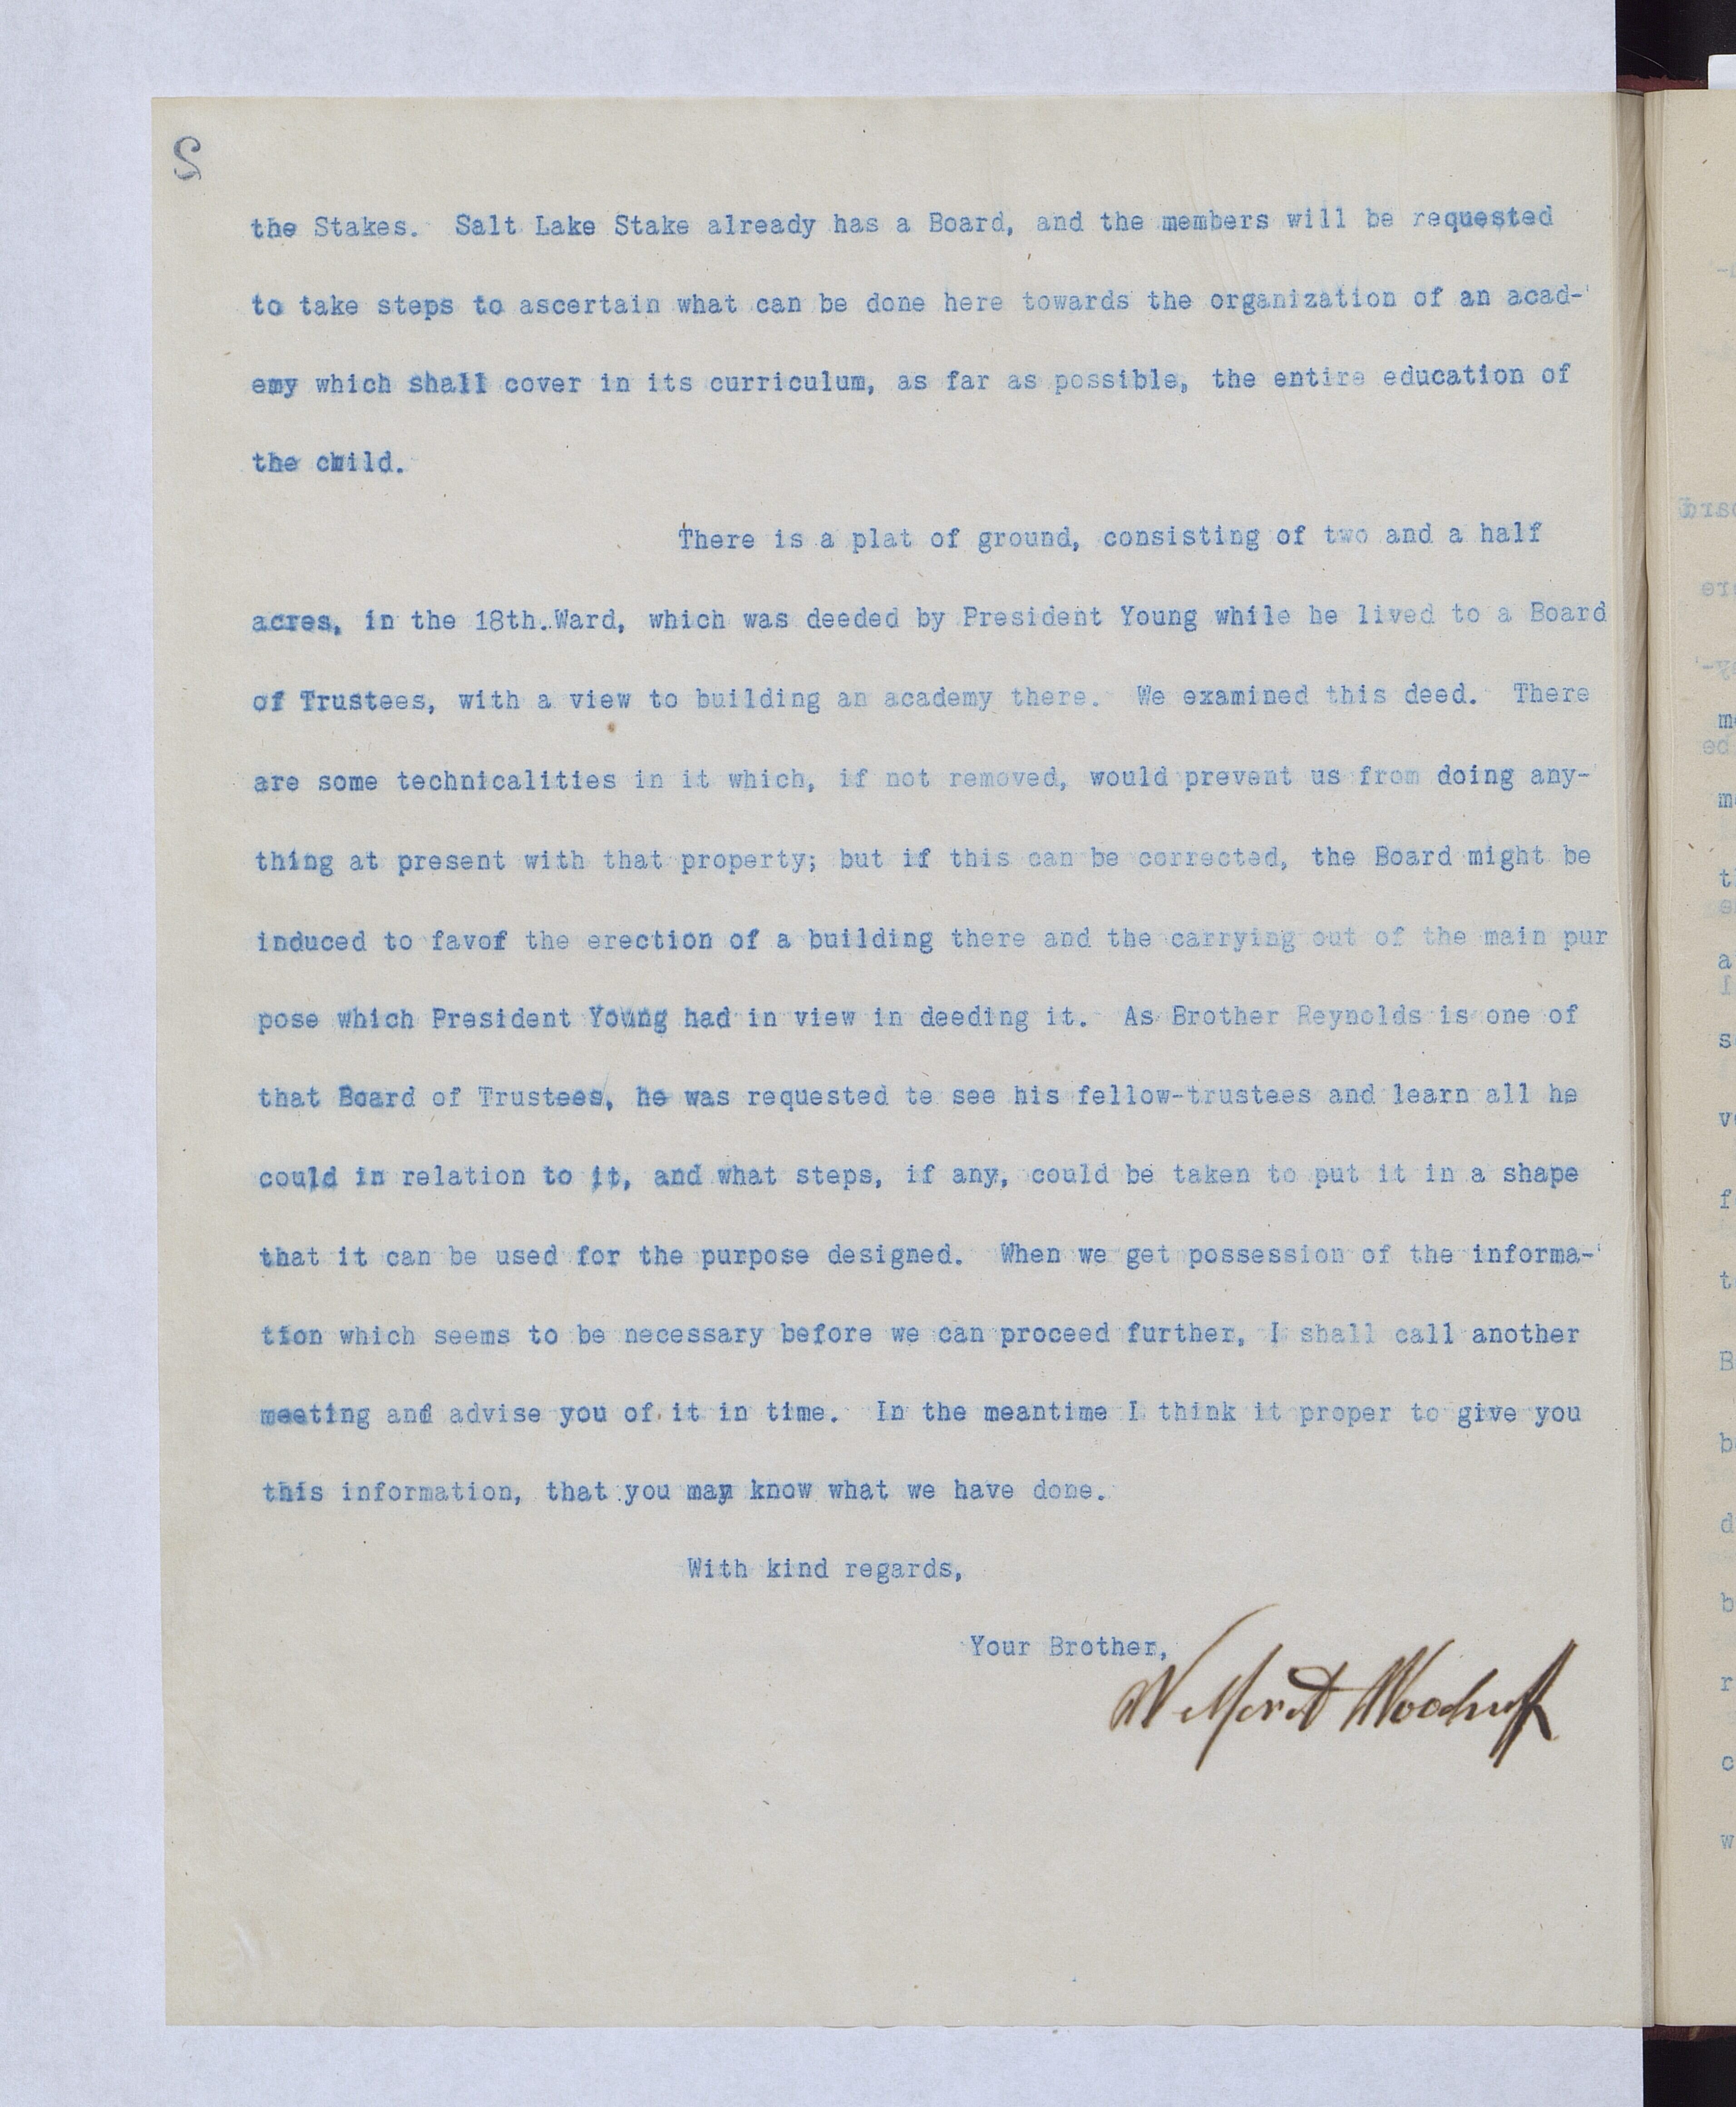 2
the Stakes. Salt Lake Stake already has a Board, and the members will be requested
to take steps to ascertain what can be done here towards the organization of an acad-
emy which shall cover in its curriculum, as far as possible, the entire education of
the child.
There is a plat of ground, consisting of two and a half
acres, in the 18th.Ward, which was deeded by President Young while he lived to a Board
of Trustees, with a view to building an academy there. We examined this deed. There
are some technicalities in it which, if not removed, would prevent us from doing any-
thing at present with that property; but if this can be corrected, the Board might be
induced to favof the erection of a building there and the carrying out of the main pur
pose which President Young had in view in deeding it. As Brother Reynolds is one of
that Board of Trustees, he was requested te see his fellow-trustees and learn all he
could in relation to it, and what steps, if any, could be taken to put it in a shape
that it can be used for the purpose designed. When we get possession of the informa-
tion which seems to be necessary before we can proceed further, I shall call another
meeting and advise you of it in time. In the meantime I think it proper to give you
this information, that you may know what we have done.
With kind regards,
Your Brother,
Wilford Woodruff